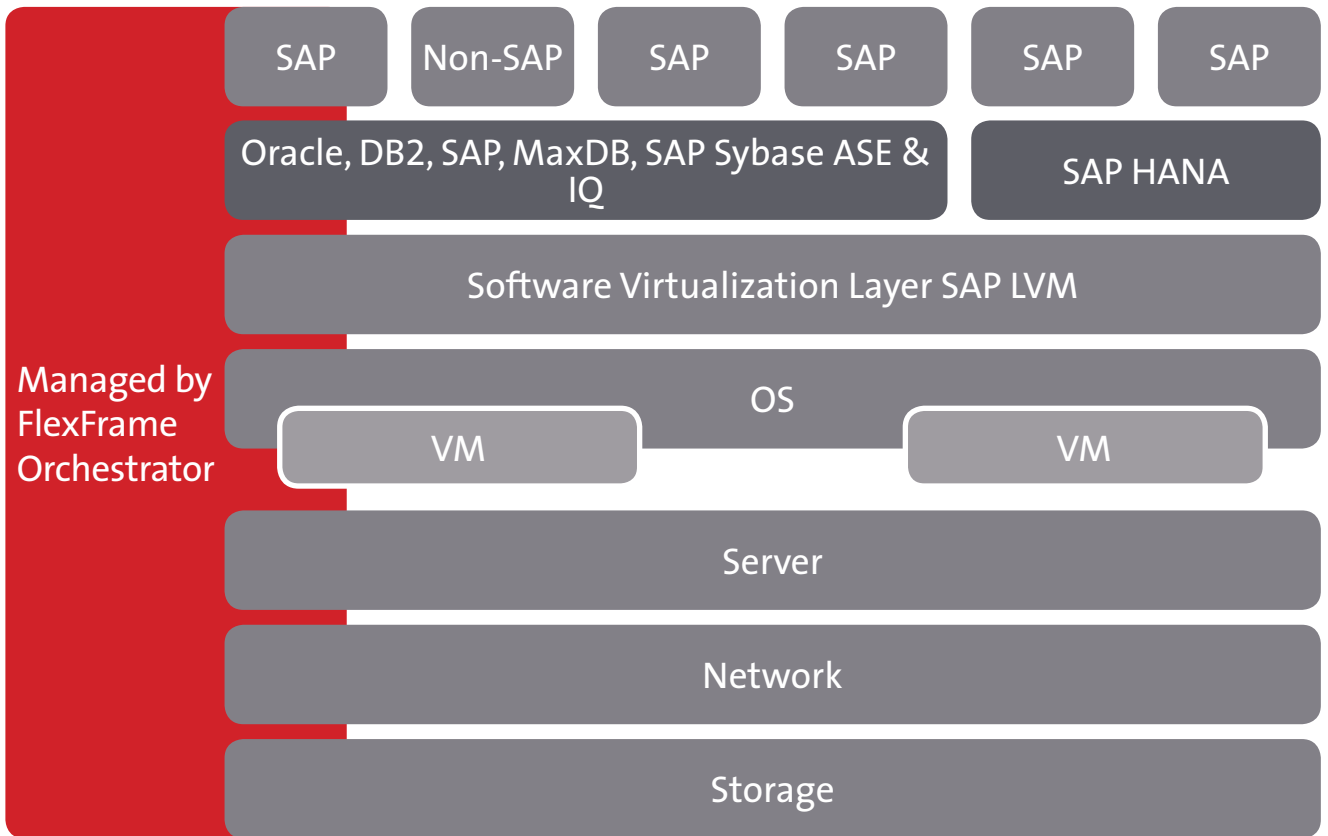 SAP
Non-SAP
SAP
SAP
SAP
SAP
Oracle, DB2, SAP, MaxDB, SAP Sybase ASE &
IQ
SAP HANA
Software Virtualization Layer SAP LVM
Managed by
FlexFrame
Orchestrator
OS
VM
VM
Server
Network
Storage